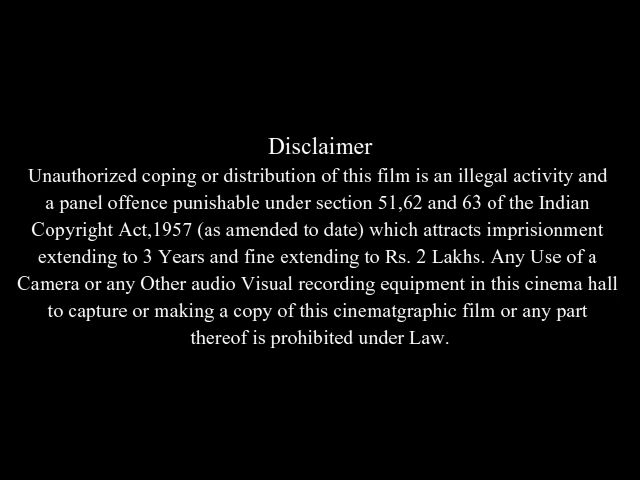 Disclaimer
Unauthorized coping or distribution of this film is an illegal activity and
a panel offence punishable under section 51,62 and 63 of the Indian
Copyright Act,1957 (as amended to date) which attracts imprisionment
extending to 3 Years and fine extending to Rs. 2 Lakhs. Any Use of a
Camera or any Other audio Visual recording equipment in this cinema hall
to capture or making a copy of this cinematgraphic film or any part
thereof is prohibited under Law.